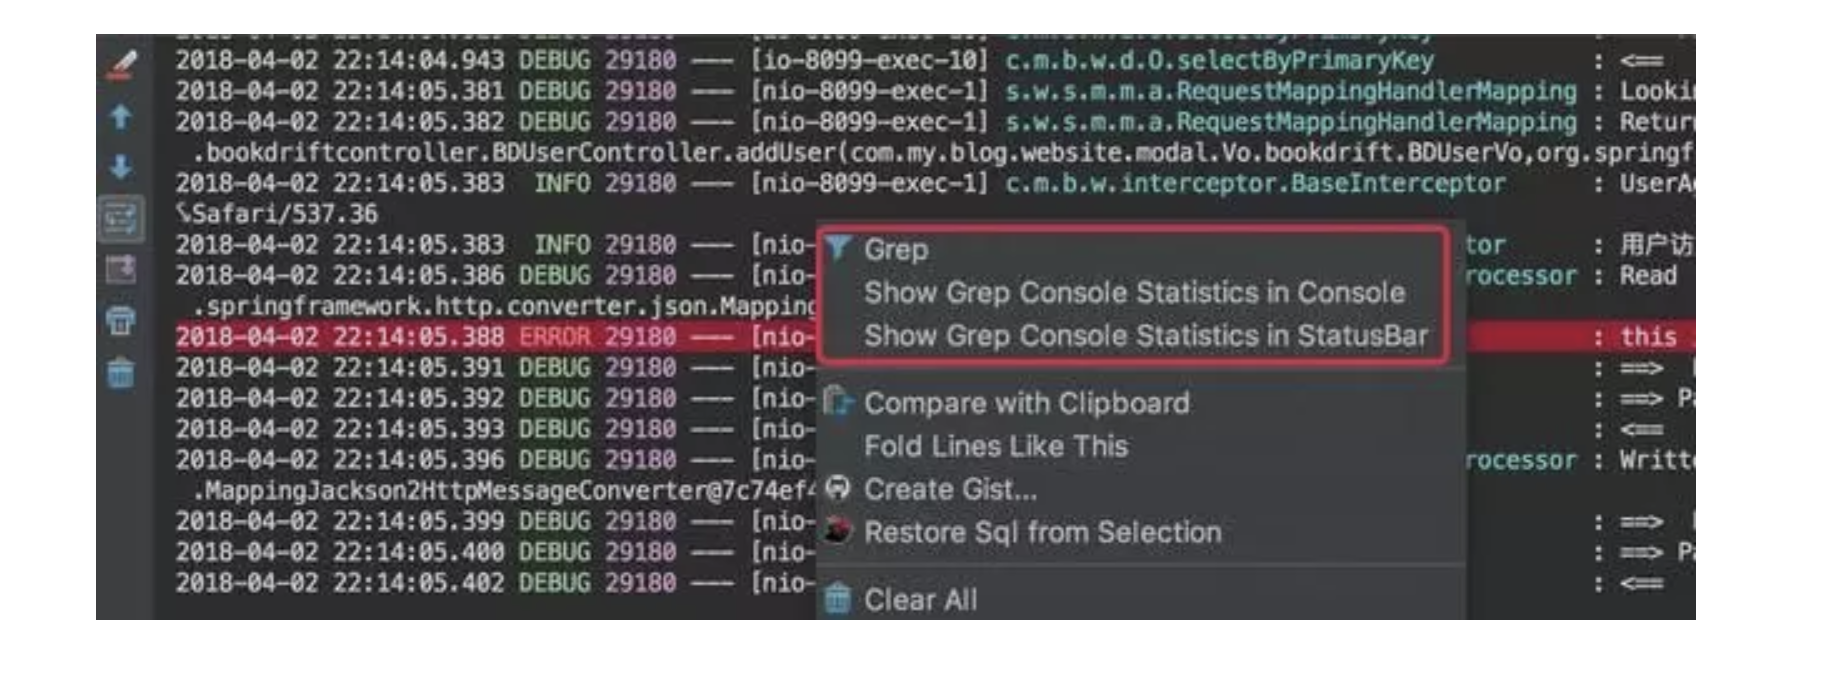 2018-04-02 22:14:04.943 DEBUG 29180 --- [io-8099-exec-10] c.m.b.w.d.O.selectByPrimaryKey : <==
2018-04-02 22:14:05.381 DEBUG 29180 --- [nio-8099-exec-1] s.w.s.m.m.a.RequestMappingHandlerMapping : Looki
2018-04-02 22:14:05.382 DEBUG 29180 --- [nio-8099-exec-1] s.w.s.m.m.a.RequestMappingHandlerMapping : Retur
.bookdriftcontroller.BDUserController.addUser(com.my.blog.website.modal.Vo.bookdrift.BDUserVo,org.springf
2018-04-02 22:14:05.383 INFO 29180 --- [nio-8099-exec-1] c.m.b.w.interceptor.BaseInterceptor : UserA
Safari/537.36
2018-04-02 22:14:05.383 INFO 29180 --- [nio- tor : 用户访
2018-04-02 22:14:05.386 DEBUG 29180 --- [nio- rocessor : Read
.springframework.http.converter.json.Mapping
2018-04-02 22:14:05.388 ERROR 29180 --- [nio- : this
2018-04-02 22:14:05.391 DEBUG 29180 --- [nio- : ==>
2018-04-02 22:14:05.392 DEBUG 29180 --- [nio- : ==> Pa
2018-04-02 22:14:05.393 DEBUG 29180 --- [nio- : <==
2018-04-02 22:14:05.396 DEBUG 29180 --- [nio- rocessor : Writt
.MappingJackson2HttpMessageConverter@7c74ef4
2018-04-02 22:14:05.399 DEBUG 29180 --- [nio- : ==>
2018-04-02 22:14:05.400 DEBUG 29180 --- [nio- : ==> Pa
2018-04-02 22:14:05.402 DEBUG 29180 --- [nio- : <==
Grep
Show Grep Console Statistics in Console
Show Grep Console Statistics in StatusBar
Compare with Clipboard
Fold Lines Like This
Create Gist...
Restore Sql from Selection
Clear All